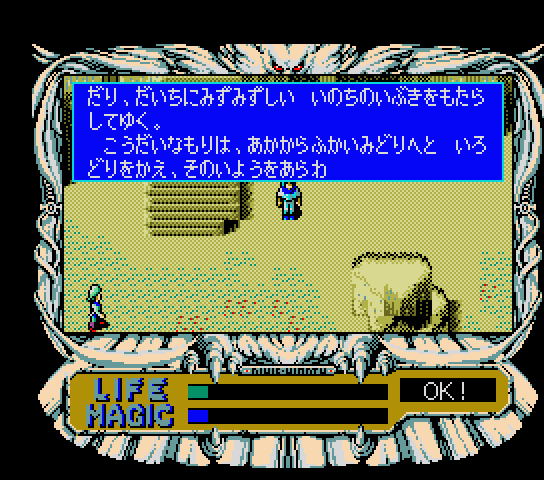 だり、だいちにみずみずしい　いのちのいぶきをもたら
してゆく。
　こうだいなもりは、あかからふかいみどりへと　いろ
どりをかえ、そのいようをあらわ
LIFE
OK!
MAGIC